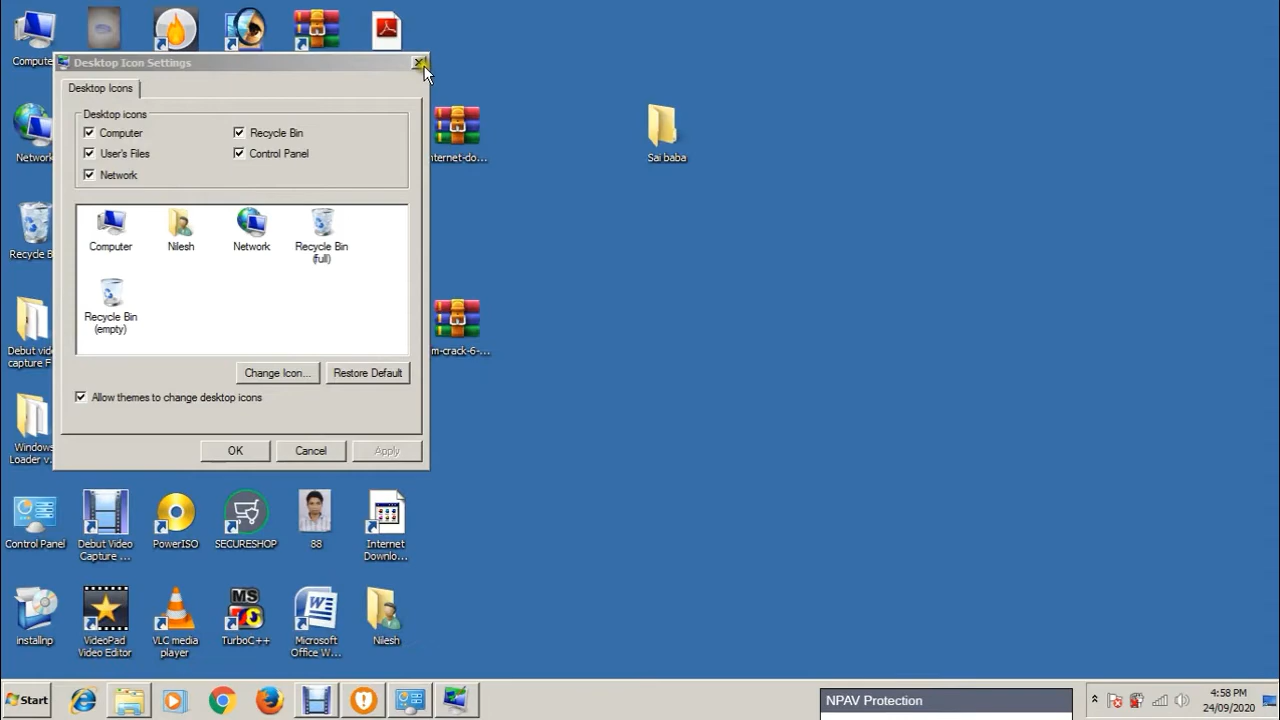 Compute
Desktop Icon Settings
Desktop Icons
Desktop icons
Computer
Recycle Bin
User's Files
Control Panel
Network
Computer
Nilesh
Network
Recycle Bin
(full)
Recycle Bin
(empty)
Change Icon...
Restore Default
Allow themes to change desktop icons
OK
Cancel
Apply
Network
Recycle B
Debut vid
capture F
Windows
Loader v.
nternet-do...
m-crack-6-...
Sai baba
Control Panel
Debut Video
Capture ...
PowerISO
SECURESHOP
88
Internet
Downlo...
installnp
VideoPad
Video Editor
VLC media
player
MS
TurboC++
Microsoft
Office W...
Nilesh
Start
NPAV Protection
4:58 PM
24/09/2020